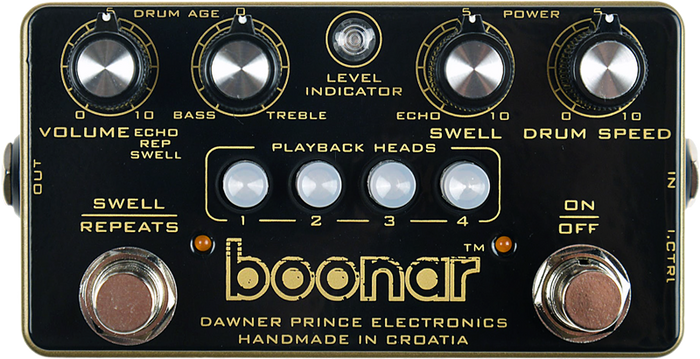 DRUM AGE
POWER
5 0 5 5
LEVEL
INDICATOR
0 10 BASS TREBLE ECHO 10 0 10
VOLUME ECHO
REP
SWELL
SWELL DRUM SPEED
PLAYBACK HEADS
OUT
IN
SWELL
REPEATS
1 2 3 4
ON
OFF
boonar TM
DAWNER PRINCE ELECTRONICS
HANDMADE IN CROATIA